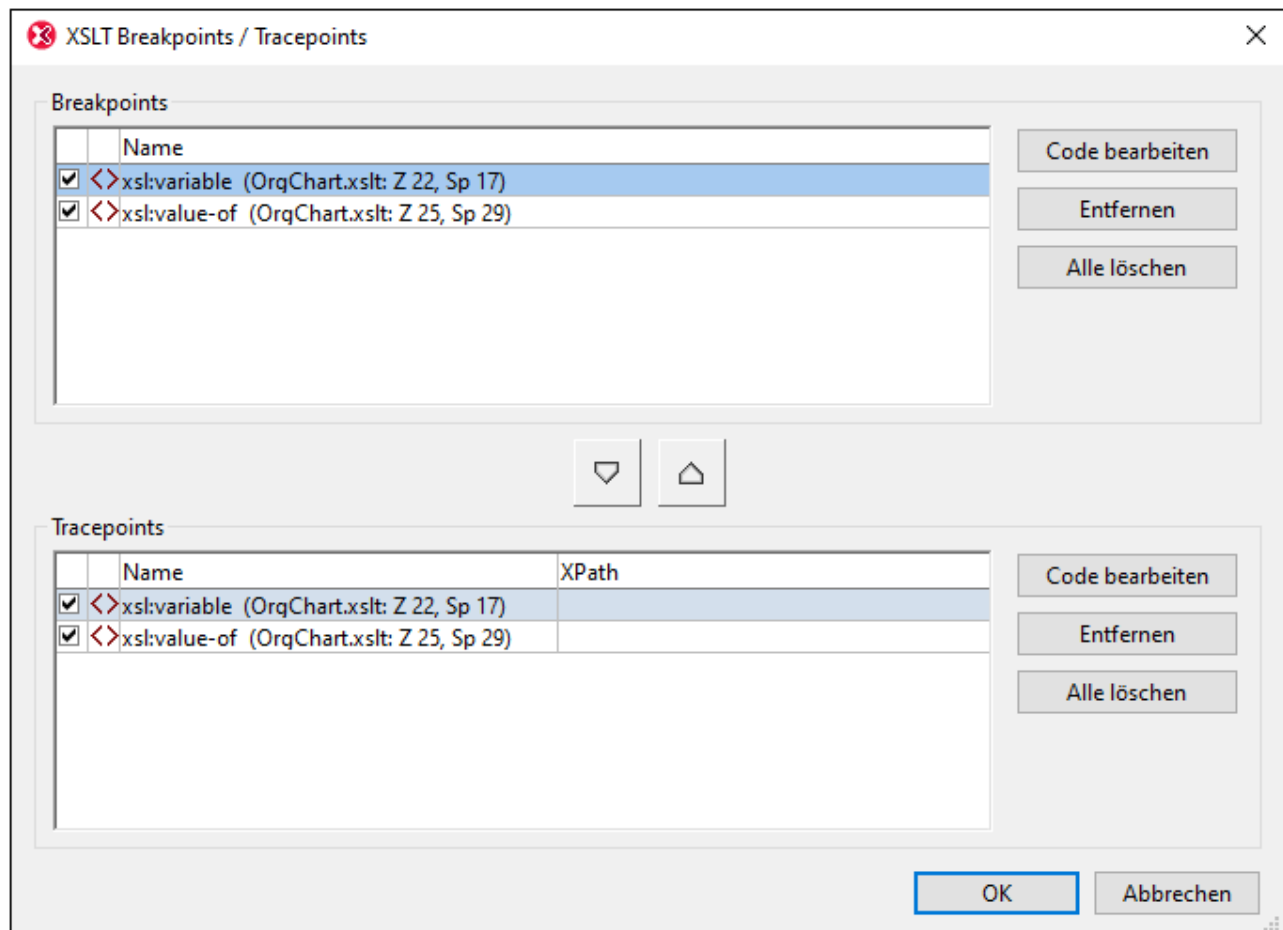 XSLT Breakpoints / Tracepoints
Breakpoints
Name
xsl:variable (OrgChart.xslt: Z 22, Sp 17)
xsl:value-of (OrgChart.xslt: Z 25, Sp 29)
Code bearbeiten
Entfernen
Alle löschen
Tracepoints
Name XPath
xsl:variable (OrgChart.xslt: Z 22, Sp 17)
xsl:value-of (OrgChart.xslt: Z 25, Sp 29)
Code bearbeiten
Entfernen
Alle löschen
OK Abbrechen